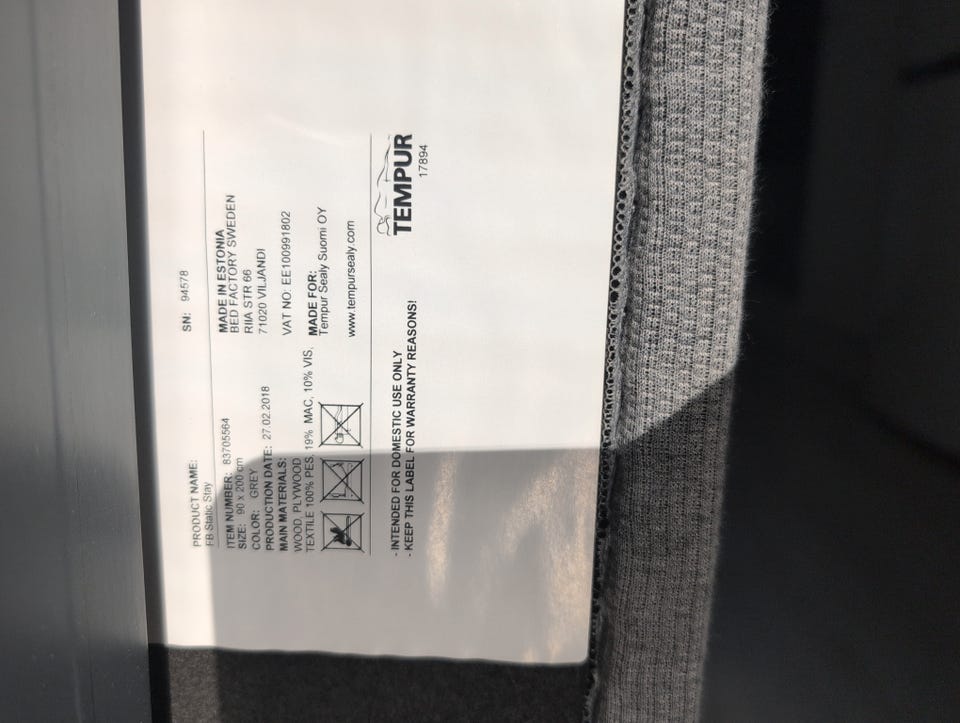 SN: 94578
PRODUCT NAME:
FB Static Stay
ITEM NUMBER: 83705564
SIZE: 90 x 200 cm
COLOR: GREY
PRODUCTION DATE: 27.02.2018
MAIN MATERIALS:
WOOD, PLYWOOD
TEXTILE 100% PES, 19% MAC, 10% VIS,
MADE IN ESTONIA
BED FACTORY SWEDEN
RIIA STR 66
71020 VILJANDI
VAT NO: EE100991802
MADE FOR:
Tempur Sealy Suomi OY
www.tempursealy.com
- INTENDED FOR DOMESTIC USE ONLY
- KEEP THIS LABEL FOR WARRANTY REASONS!
TEMPUR
17894